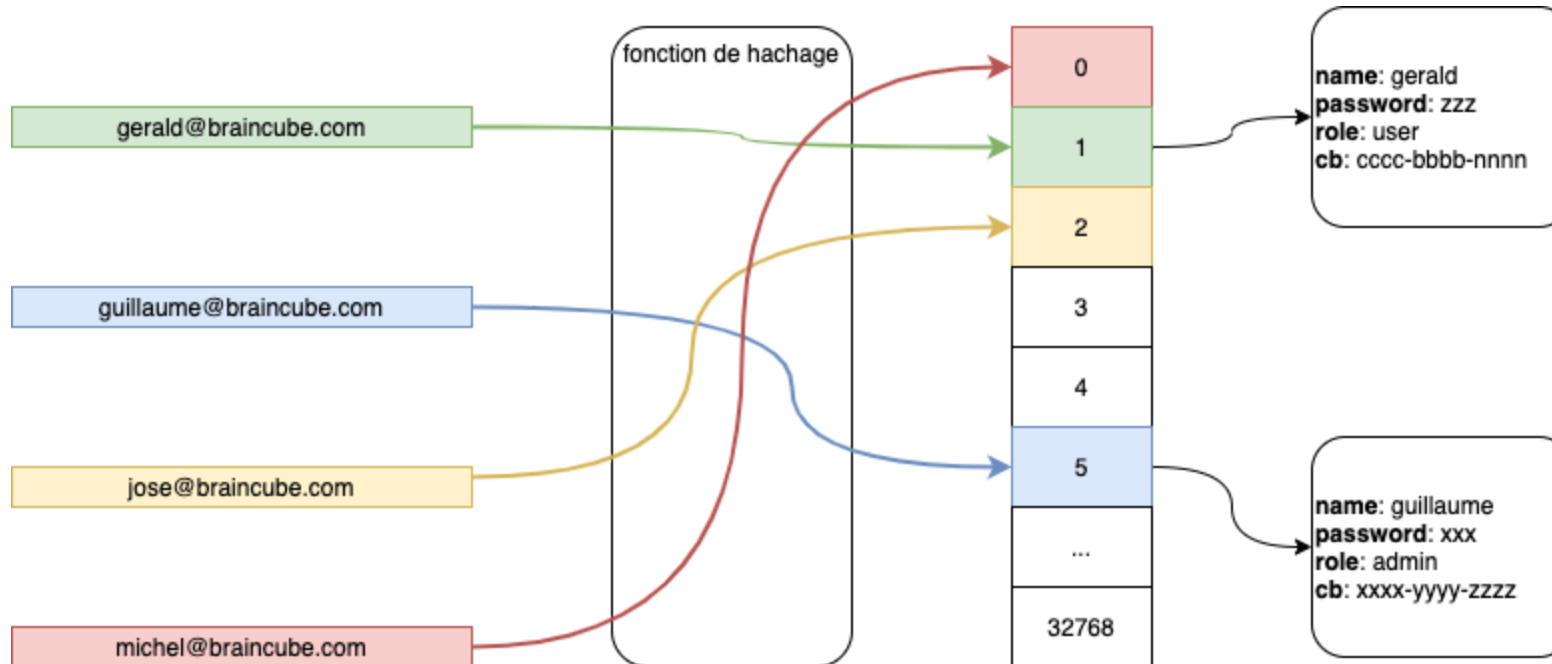 fonction de hachage
gerald@braincube.com
guillaume@braincube.com
jose@braincube.com
michel@braincube.com
0
1
2
3
4
5
...
32768
name: gerald
password: zzz
role: user
cb: cccc-bbbb-nnnn
name: guillaume
password: xxx
role: admin
cb: xxxx-yyyy-zzzz